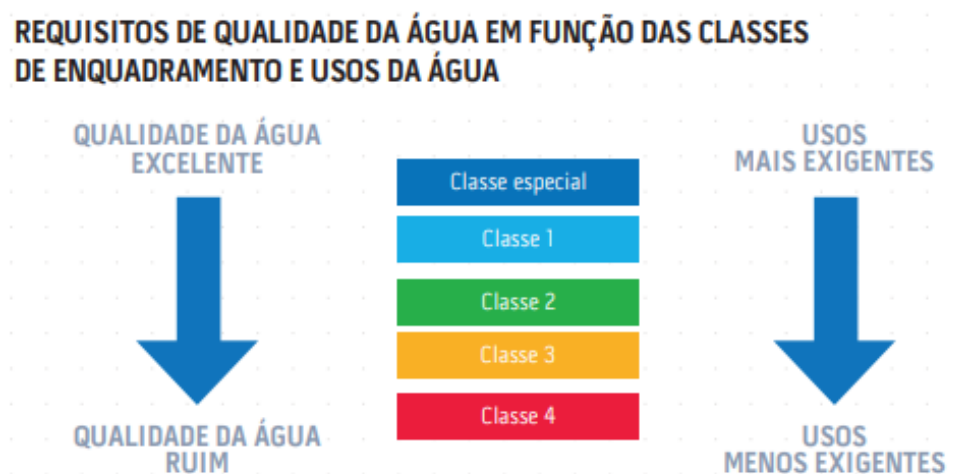 REQUISITOS DE QUALIDADE DA ÁGUA EM FUNÇÃO DAS CLASSES
DE ENQUADRAMENTO E USOS DA ÁGUA
QUALIDADE DA ÁGUA
EXCELENTE
USOS
MAIS EXIGENTES
Classe especial
Classe 1
Classe 2
Classe 3
Classe 4
QUALIDADE DA ÁGUA
RUIM
USOS
MENOS EXIGENTES